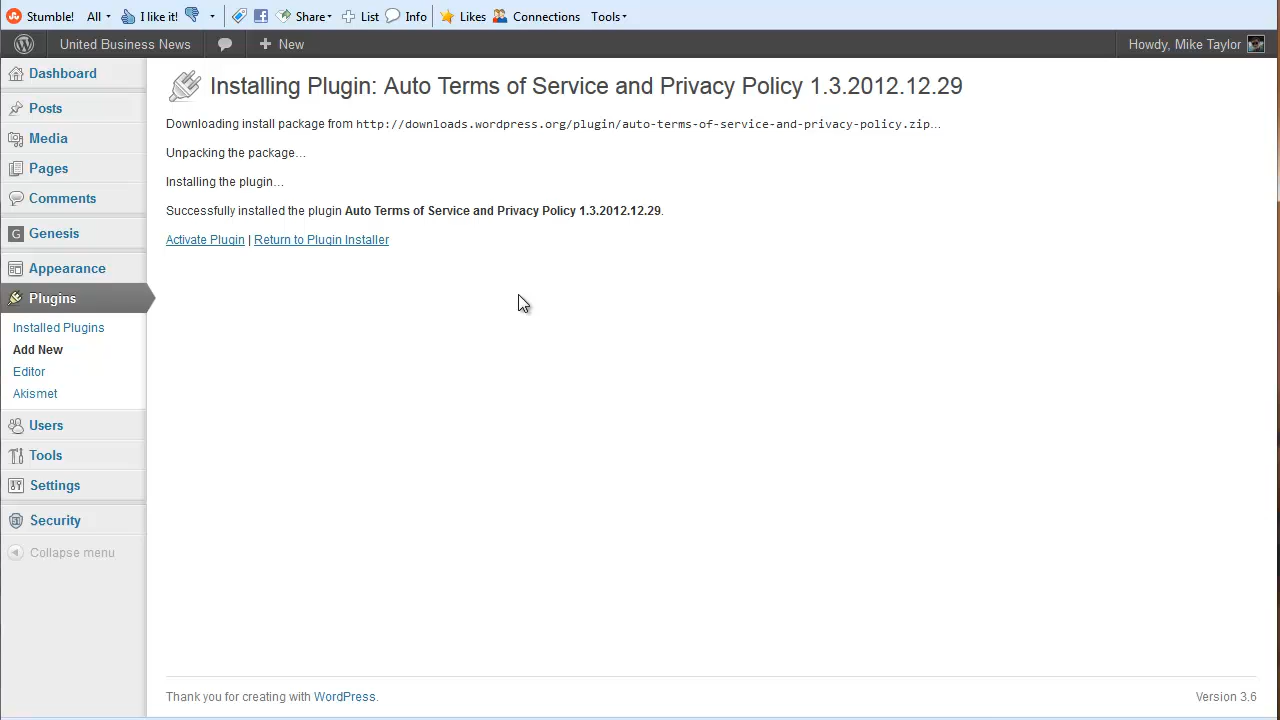 Stumble! All I like it! Share List Info Likes Connections Tools
United Business News New Howdy, Mike Taylor
Dashboard
Posts
Media
Pages
Comments
G Genesis
Appearance
Plugins
Installed Plugins
Add New
Editor
Akismet
Users
Tools
Settings
Security
Collapse menu
Installing Plugin: Auto Terms of Service and Privacy Policy 1.3.2012.12.29
Downloading install package from http://downloads.wordpress.org/plugin/auto-terms-of-service-and-privacy-policy.zip…
Unpacking the package…
Installing the plugin…
Successfully installed the plugin Auto Terms of Service and Privacy Policy 1.3.2012.12.29.
Activate Plugin | Return to Plugin Installer
Thank you for creating with WordPress. Version 3.6